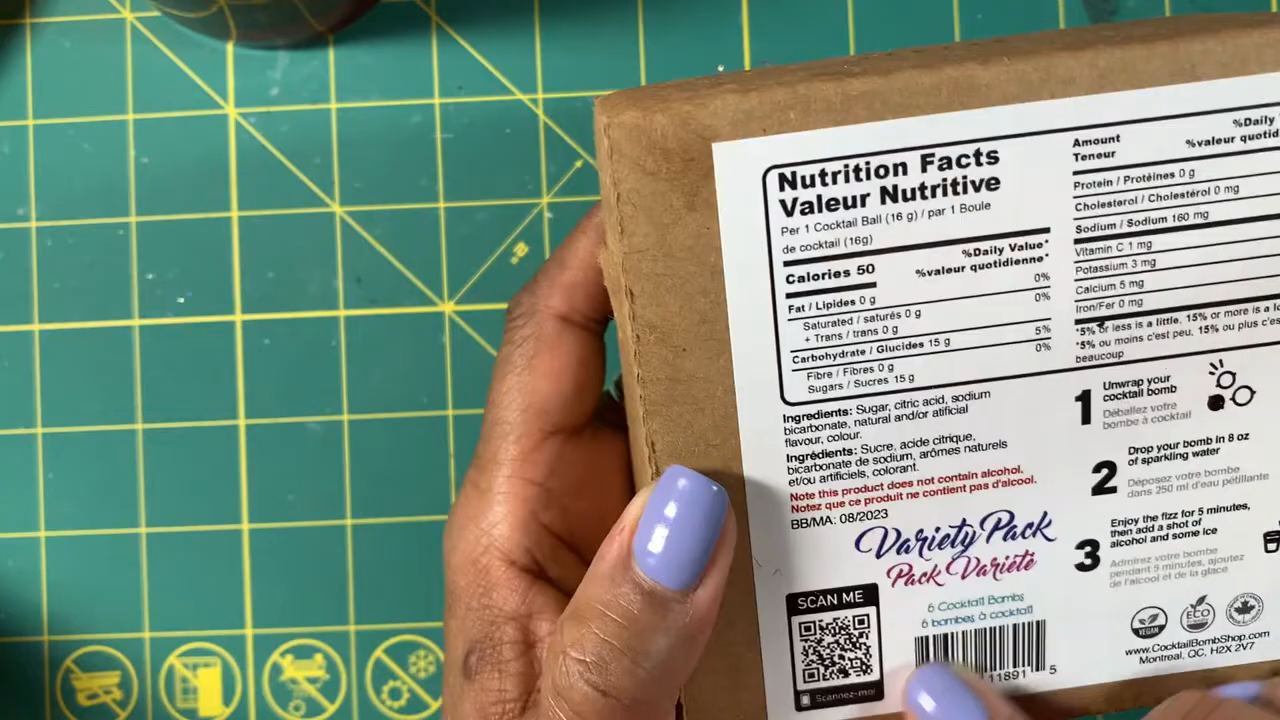 Nutrition Facts
Valeur Nutritive
Per 1 Cocktail Ball (16 g) / par 1 Boule
de cocktail (16g)
%Daily Value*
Calories 50
%valeur quotidienne*
Fat / Lipides 0 g 0%
Saturated / saturés 0 g 0%
+ Trans / trans 0 g
Carbohydrate / Glucides 15 g 5%
Fibre / Fibres 0 g 0%
Sugars / Sucres 15 g
Amount %Daily
Teneur %valeur
Protein / Protéines 0 g
Cholesterol / Cholestérol 0 mg
Sodium / Sodium 160 mg
Vitamin C 1 mg
Potassium 3 mg
Calcium 5 mg
Iron/Fer 0 mg
*5% or less is a little, 15% or more is a
*5% ou moins c'est peu, 15% ou plus c'es
beaucoup
Ingredients: Sugar, citric acid, sodium
bicarbonate, natural and/or artificial
flavour, colour.
Ingrédients: Sucre, acide citrique,
bicarbonate de sodium, arômes naturels
et/ou artificiels, colorant.
Note this product does not contain alcohol.
Notez que ce produit ne contient pas d'alcool.
BB/MA: 08/2023
Variety Pack
Pack Variété
6 Cocktail Bombs
6 bombes à cocktail
SCAN ME
Scannez-moi
11891 5
1 Unwrap your
cocktail bomb
Déballez votre
bombe à cocktail
2 Drop your bomb in 8 oz
of sparkling water
Déposez votre bombe
dans 250 ml d'eau pétillante
3 Enjoy the fizz for 5 minutes,
then add a shot of
alcohol and some ice
Admirez votre bombe
pendant 5 minutes, ajoutez
de l'alcool et de la glace
VEGAN
ECO
www.CocktailBombShop.com
Montreal, QC, H2X 2V7